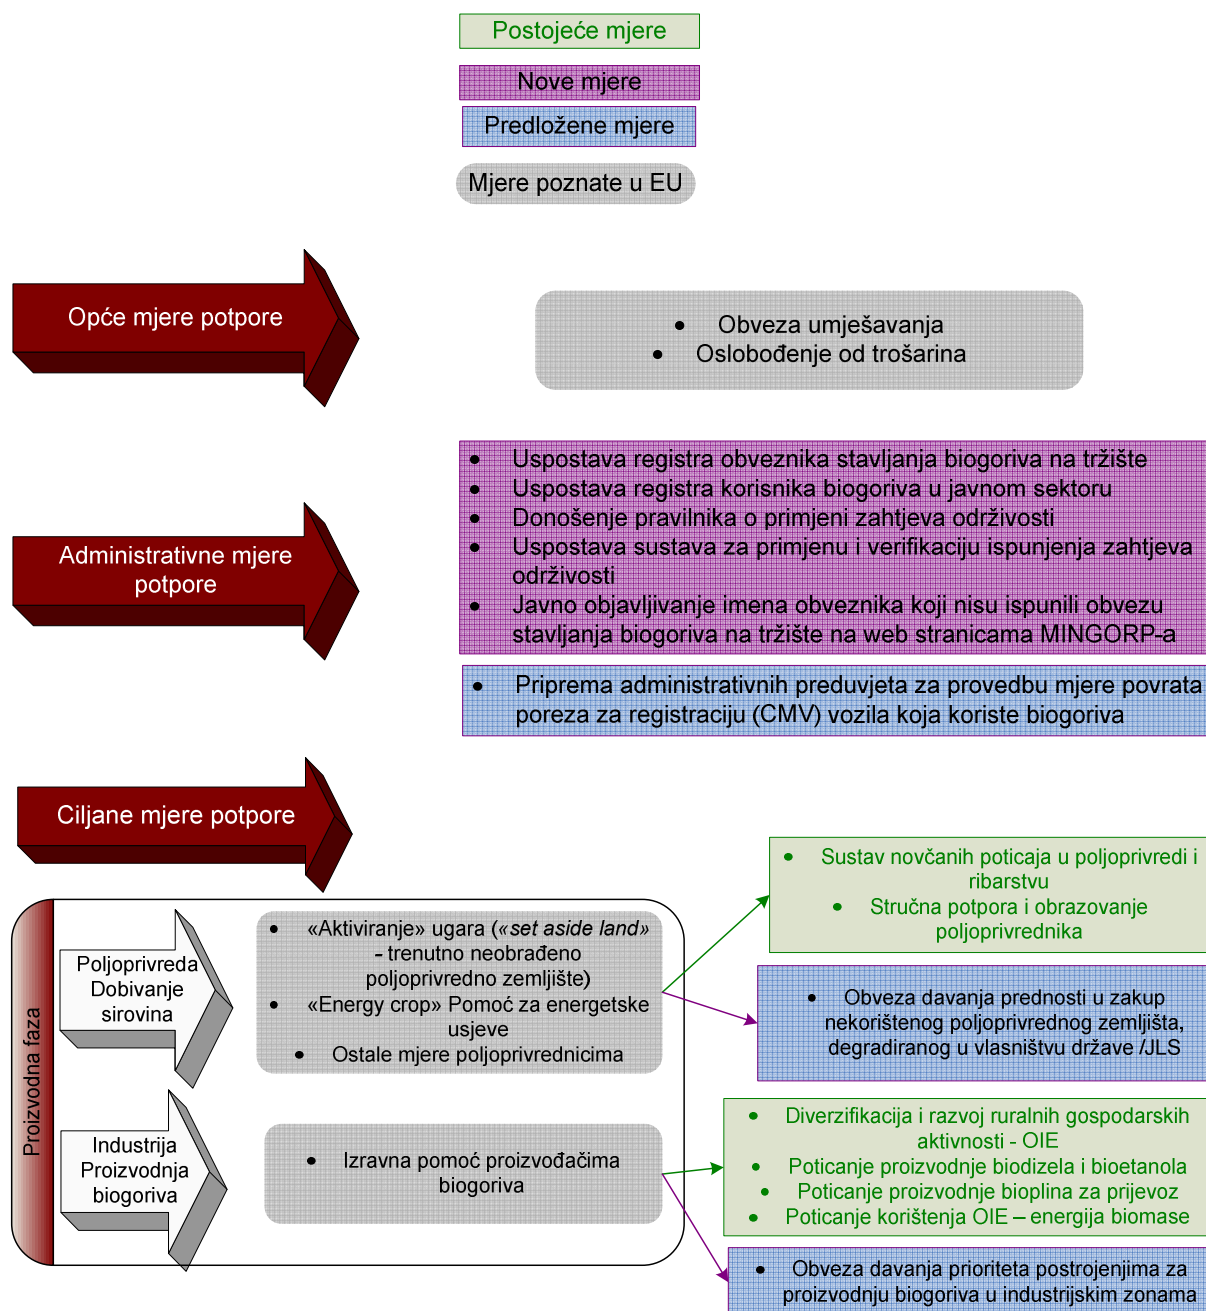 Postojeće mjere
Nove mjere
Predložene mjere
Mjere poznate u EU
Opće mjere potpore
• Obveza umješavanja
• Oslobođenje od trošarina
Administrativne mjere
potpore
• Uspostava registra obveznika stavljanja biogoriva na tržište
• Uspostava registra korisnika biogoriva u javnom sektoru
• Donošenje pravilnika o primjeni zahtjeva održivosti
• Uspostava sustava za primjenu i verifikaciju ispunjenja zahtjeva
održivosti
• Javno objavljivanje imena obveznika koji nisu ispunili obvezu
stavljanja biogoriva na tržište na web stranicama MINGORP-a
• Priprema administrativnih preduvjeta za provedbu mjere povrata
poreza za registraciju (CMV) vozila koja koriste biogoriva
Ciljane mjere potpore
Proizvodna faza
Poljoprivreda
Dobivanje
sirovina
• «Aktiviranje» ugara («set aside land»
- trenutno neobrađeno
poljoprivredno zemljište)
• «Energy crop» Pomoć za energetske
usjeve
• Ostale mjere poljoprivrednicima
• Sustav novčanih poticaja u poljoprivredi i
ribarstvu
• Stručna potpora i obrazovanje
poljoprivrednika
• Obveza davanja prednosti u zakup
nekorištenog poljoprivrednog zemljišta,
degradiranog u vlasništvu države /JLS
Industrija
Proizvodnja
biogoriva
• Izravna pomoć proizvođačima
biogoriva
• Diverzifikacija i razvoj ruralnih gospodarskih
aktivnosti - OIE
• Poticanje proizvodnje biodizela i bioetanola
• Poticanje proizvodnje bioplina za prijevoz
• Poticanje korištenja OIE – energija biomase
• Obveza davanja prioriteta postrojenjima za
proizvodnju biogoriva u industrijskim zonama